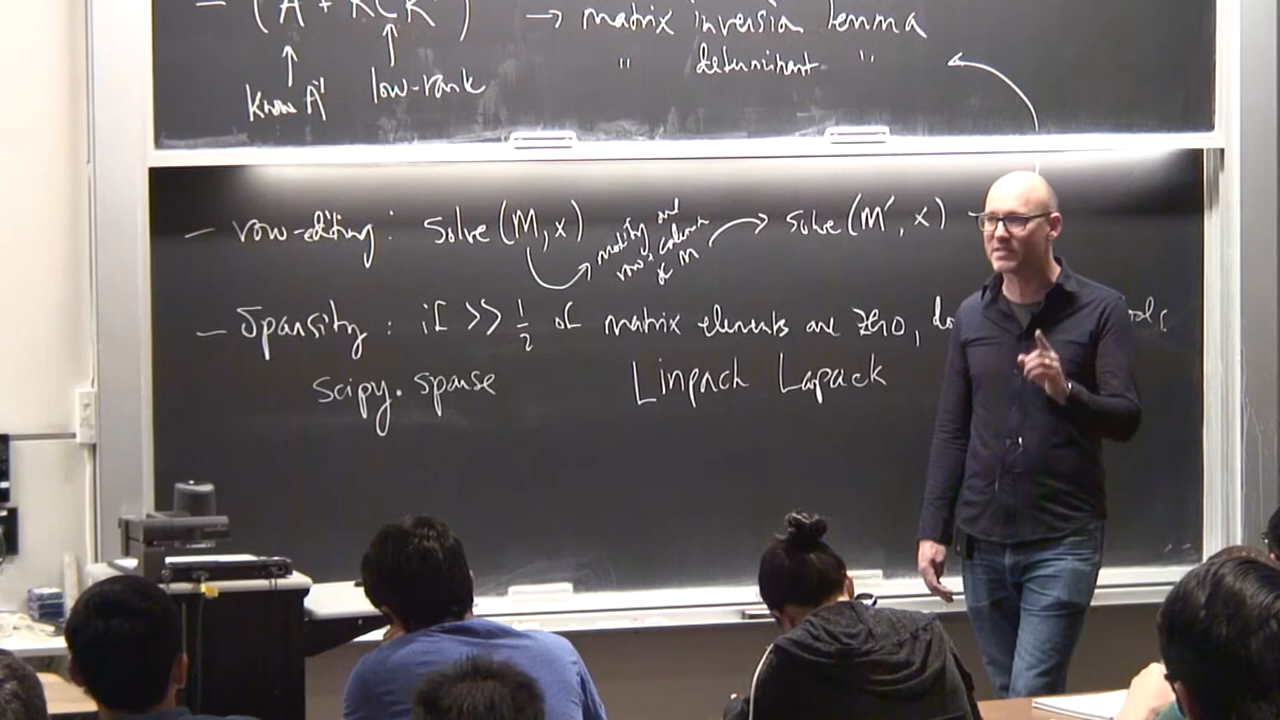 — (A + KCK ) → matrix inversion lemma
" determinant "
know A⁻¹ low-rank
— row-editing : solve (M, x) → solve (M′, x)
modify one
row + column
of M
— Sparsity : if >> 1/2 of matrix elements are zero,
scipy.sparse Linpack Lapack